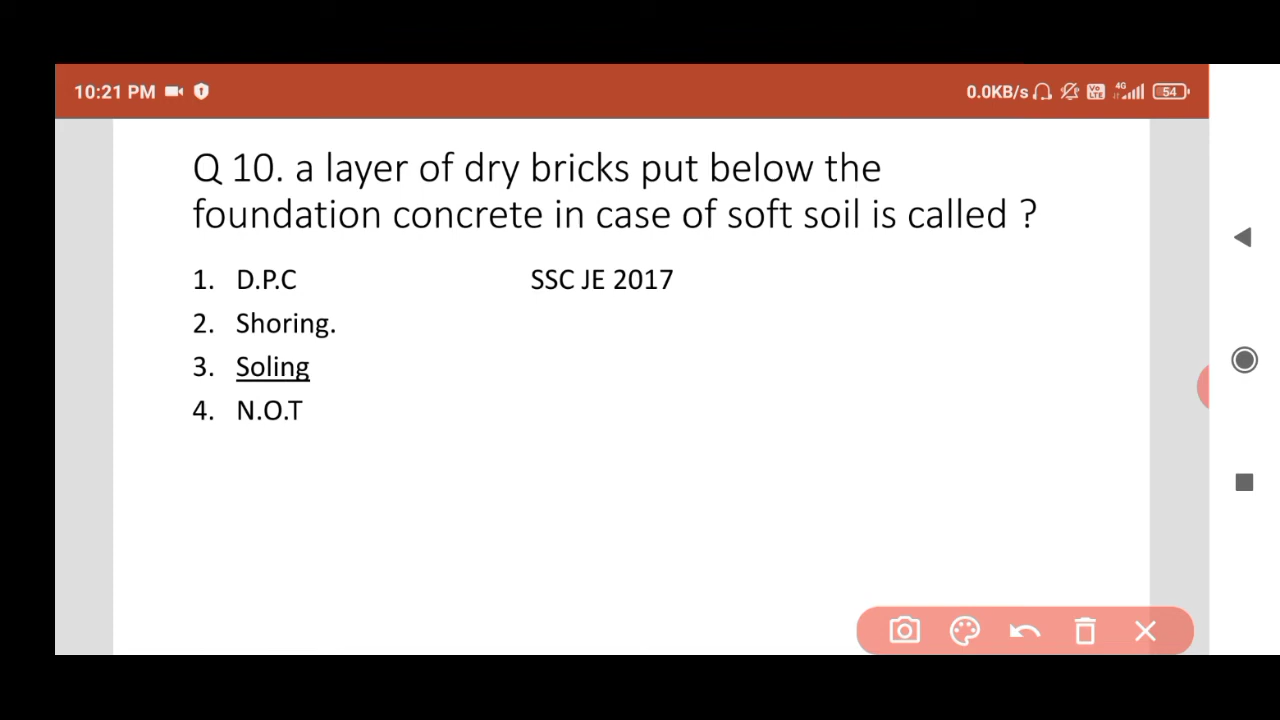 10:21 PM 0.0KB/s 4G 54
Q 10. a layer of dry bricks put below the
foundation concrete in case of soft soil is called ?
1. D.P.C SSC JE 2017
2. Shoring.
3. Soling
4. N.O.T